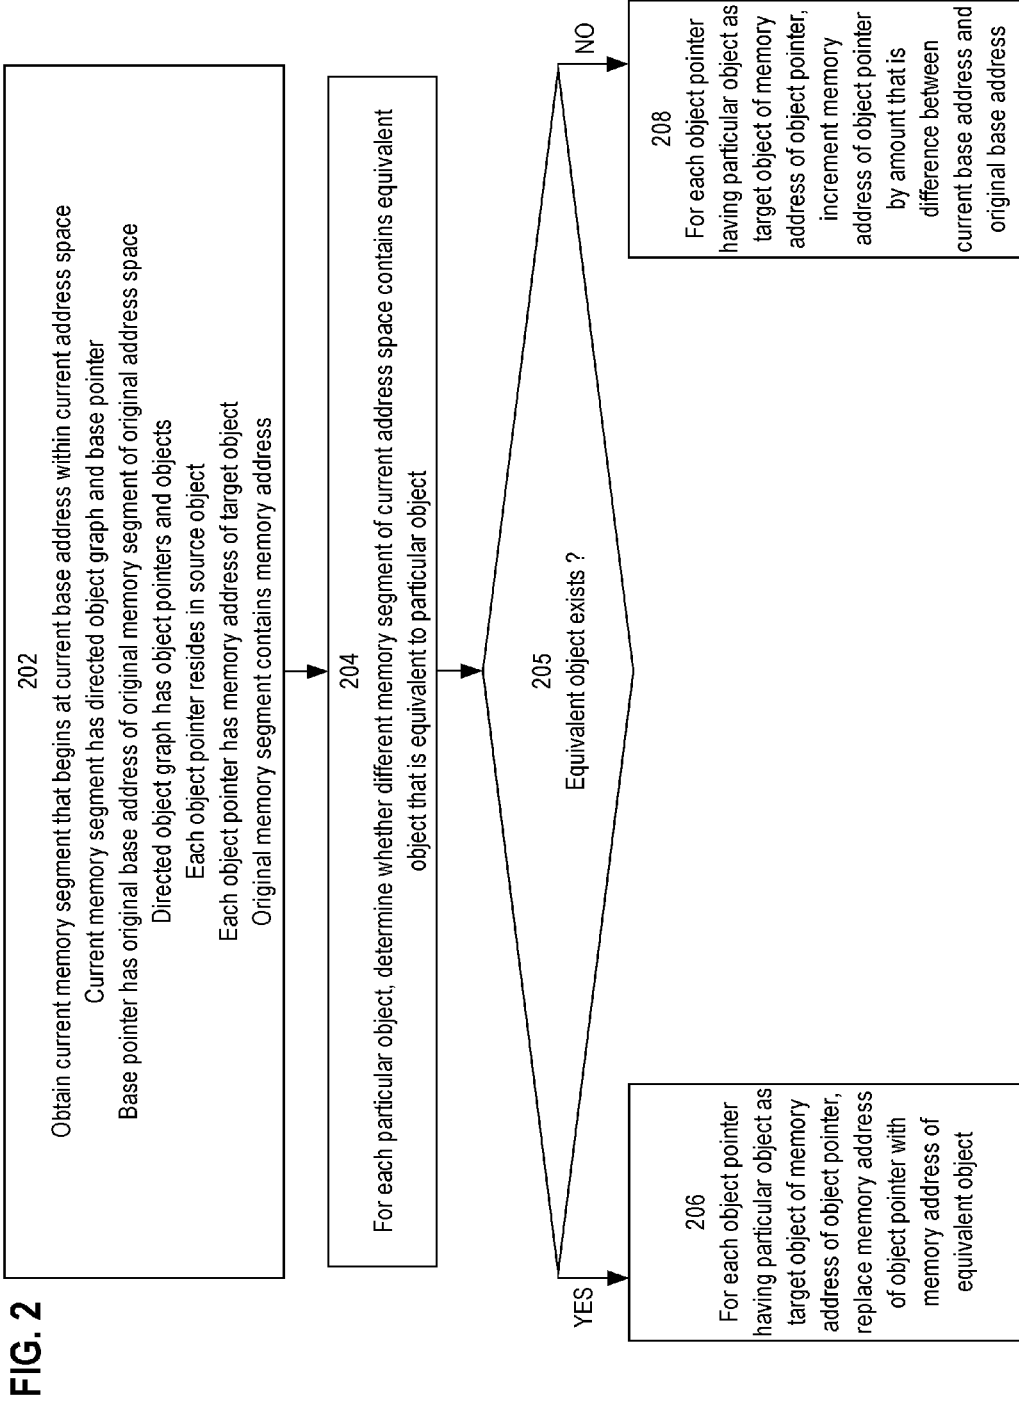 FIG. 2
202
Obtain current memory segment that begins at current base address within current address space
Current memory segment has directed object graph and base pointer
Base pointer has original base address of original memory segment of original address space
Directed object graph has object pointers and objects
Each object pointer resides in source object
Each object pointer has memory address of target object
Original memory segment contains memory address
204
For each particular object, determine whether different memory segment of current address space contains equivalent
object that is equivalent to particular object
205
Equivalent object exists ?
YES
206
For each object pointer
having particular object as
target object of memory
address of object pointer,
replace memory address
of object pointer with
memory address of
equivalent object
NO
208
For each object pointer
having particular object as
target object of memory
address of object pointer,
increment memory
address of object pointer
by amount that is
difference between
current base address and
original base address